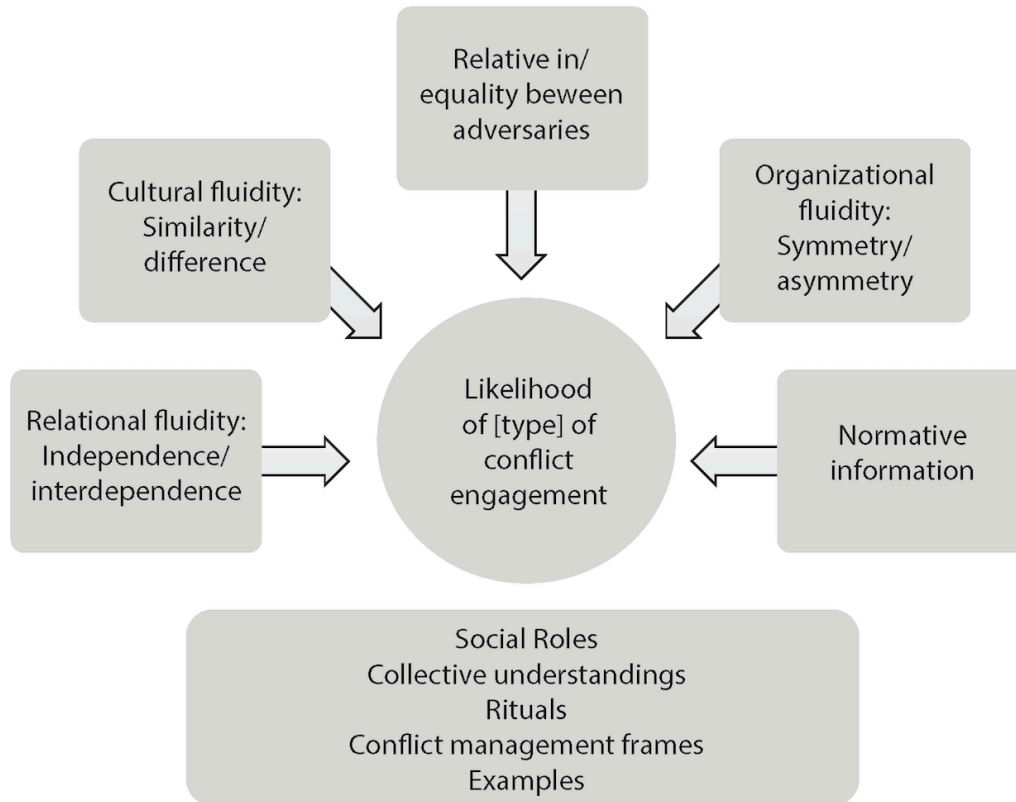 Relative in/
equality beween
adversaries
Cultural fluidity:
Similarity/
difference
Organizational
fluidity:
Symmetry/
asymmetry
Relational fluidity:
Independence/
interdependence
Likelihood
of [type] of
conflict
engagement
Normative
information
Social Roles
Collective understandings
Rituals
Conflict management frames
Examples